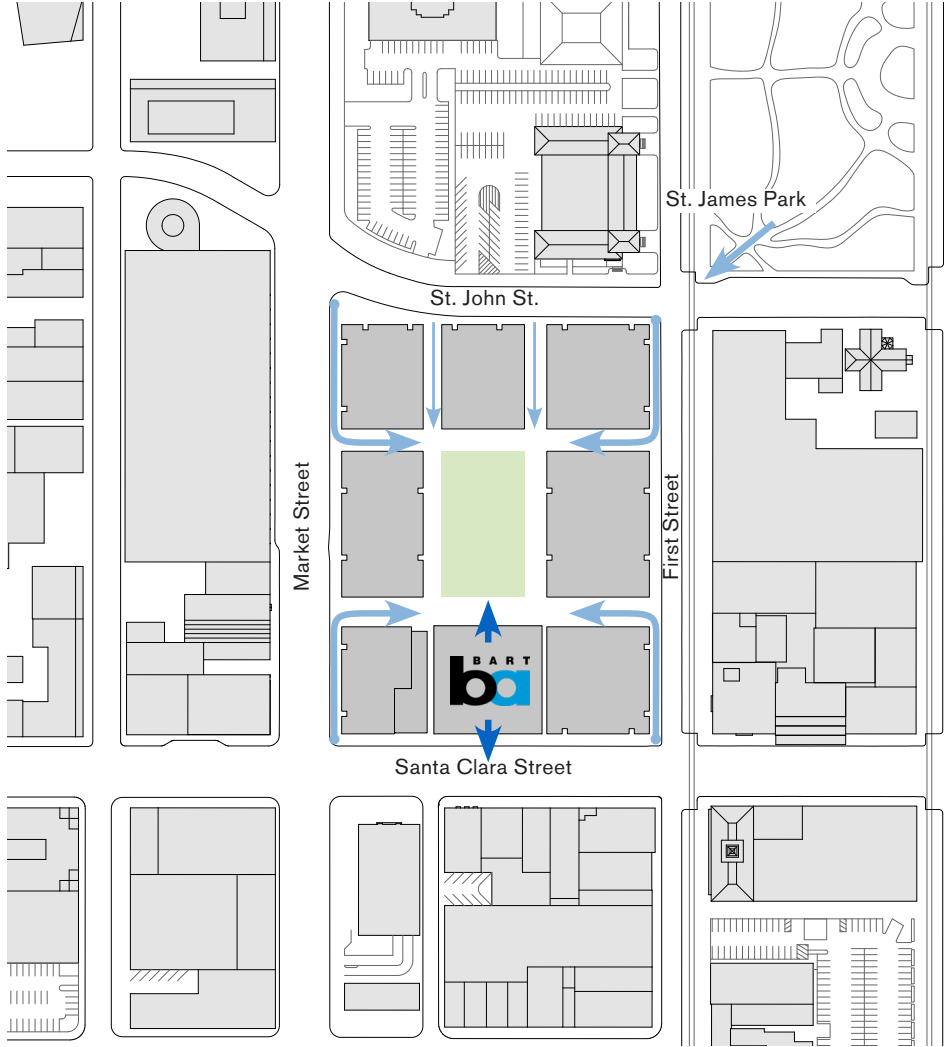 St. James Park
St. John St.
Market Street
First Street
BART
ba
Santa Clara Street